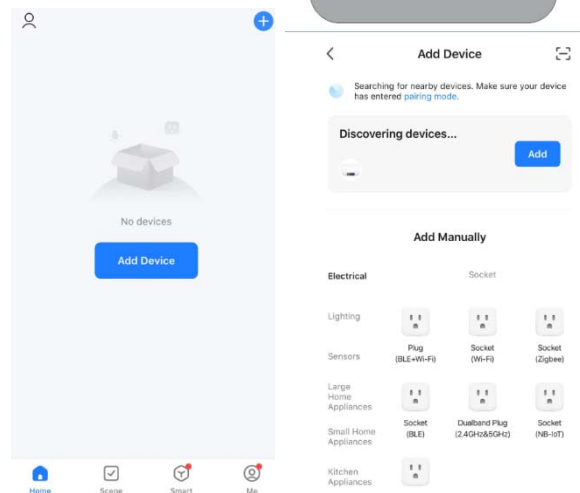 No devices
Add Device
Home
Scene
Smart
Me
Add Device
Searching for nearby devices. Make sure your device
has entered pairing mode.
Discovering devices...
Add
Add Manually
Electrical
Socket
Lighting
Plug
(BLE+Wi-Fi)
Socket
(Wi-Fi)
Socket
(Zigbee)
Sensors
Large
Home
Appliances
Socket
(BLE)
Dualband Plug
(2.4GHz&5GHz)
Socket
(NB-IoT)
Small Home
Appliances
Kitchen
Appliances